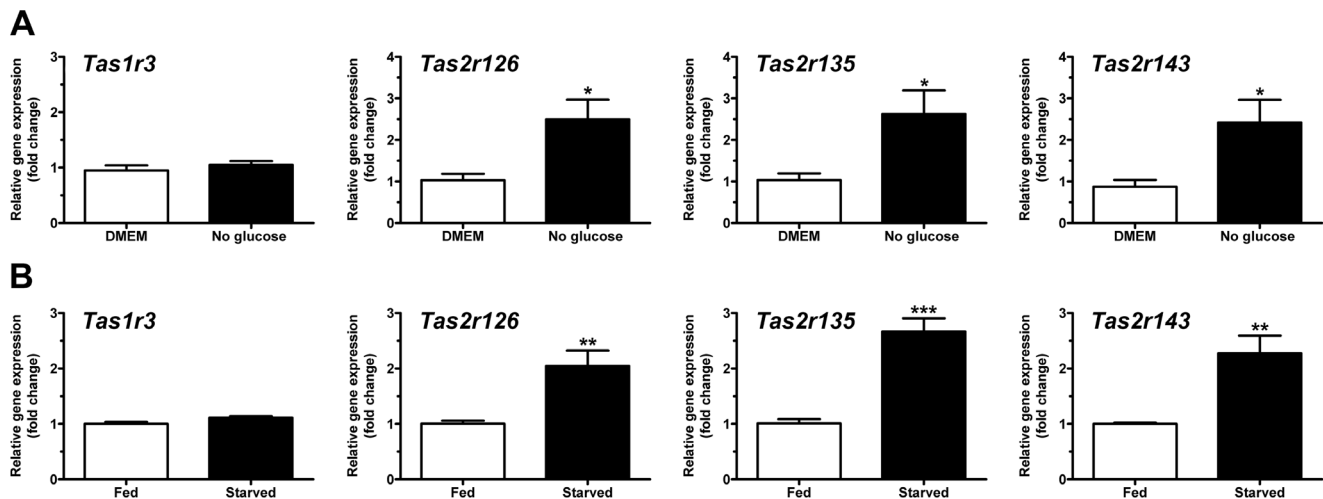 A
Tas1r3
Relative gene expression
(fold change)
3
2
1
0
DMEM
No glucose
Tas2r126
Relative gene expression
(fold change)
4
3
2
1
0
*
DMEM
No glucose
Tas2r135
Relative gene expression
(fold change)
4
3
2
1
0
*
DMEM
No glucose
Tas2r143
Relative gene expression
(fold change)
4
3
2
1
0
*
DMEM
No glucose
B
Tas1r3
Relative gene expression
(fold change)
3
2
1
0
Fed
Starved
Tas2r126
Relative gene expression
(fold change)
3
2
1
0
**
Fed
Starved
Tas2r135
Relative gene expression
(fold change)
3
2
1
0
***
Fed
Starved
Tas2r143
Relative gene expression
(fold change)
3
2
1
0
**
Fed
Starved